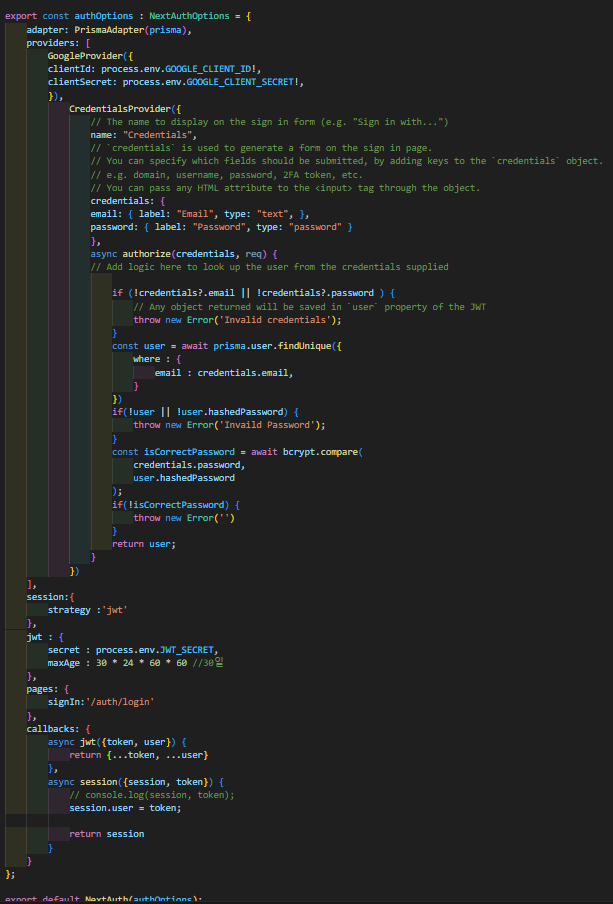 export const authOptions : NextAuthOptions = {
adapter: PrismaAdapter(prisma),
providers: [
GoogleProvider({
clientId: process.env.GOOGLE_CLIENT_ID!,
clientSecret: process.env.GOOGLE_CLIENT_SECRET!,
}),
CredentialsProvider({
// The name to display on the sign in form (e.g. "Sign in with...")
name: "Credentials",
// `credentials` is used to generate a form on the sign in page.
// You can specify which fields should be submitted, by adding keys to the `credentials` object.
// e.g. domain, username, password, 2FA token, etc.
// You can pass any HTML attribute to the <input> tag through the object.
credentials: {
email: { label: "Email", type: "text", },
password: { label: "Password", type: "password" }
},
async authorize(credentials, req) {
// Add logic here to look up the user from the credentials supplied
if (!credentials?.email || !credentials?.password ) {
// Any object returned will be saved in `user` property of the JWT
throw new Error('Invalid credentials');
}
const user = await prisma.user.findUnique({
where : {
email : credentials.email,
}
})
if(!user || !user.hashedPassword) {
throw new Error('Invaild Password');
}
const isCorrectPassword = await bcrypt.compare(
credentials.password,
user.hashedPassword
);
if(!isCorrectPassword) {
throw new Error('')
}
return user;
}
})
],
session:{
strategy :'jwt'
},
jwt : {
secret : process.env.JWT_SECRET,
maxAge : 30 * 24 * 60 * 60 //30일
},
pages: {
signIn:'/auth/login'
},
callbacks: {
async jwt({token, user}) {
return {...token, ...user}
},
async session({session, token}) {
// console.log(session, token);
session.user = token;
return session
}
}
};
export default NextAuth(authOptions);